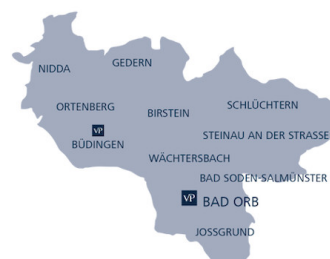 GEDERN
NIDDA
ORTENBERG
BIRSTEIN
SCHLÜCHTERN
VP
BÜDINGEN
STEINAU AN DER STRASSE
WÄCHTERSBACH
BAD SODEN-SALMÜNSTER
VP BAD ORB
JOSSGRUND